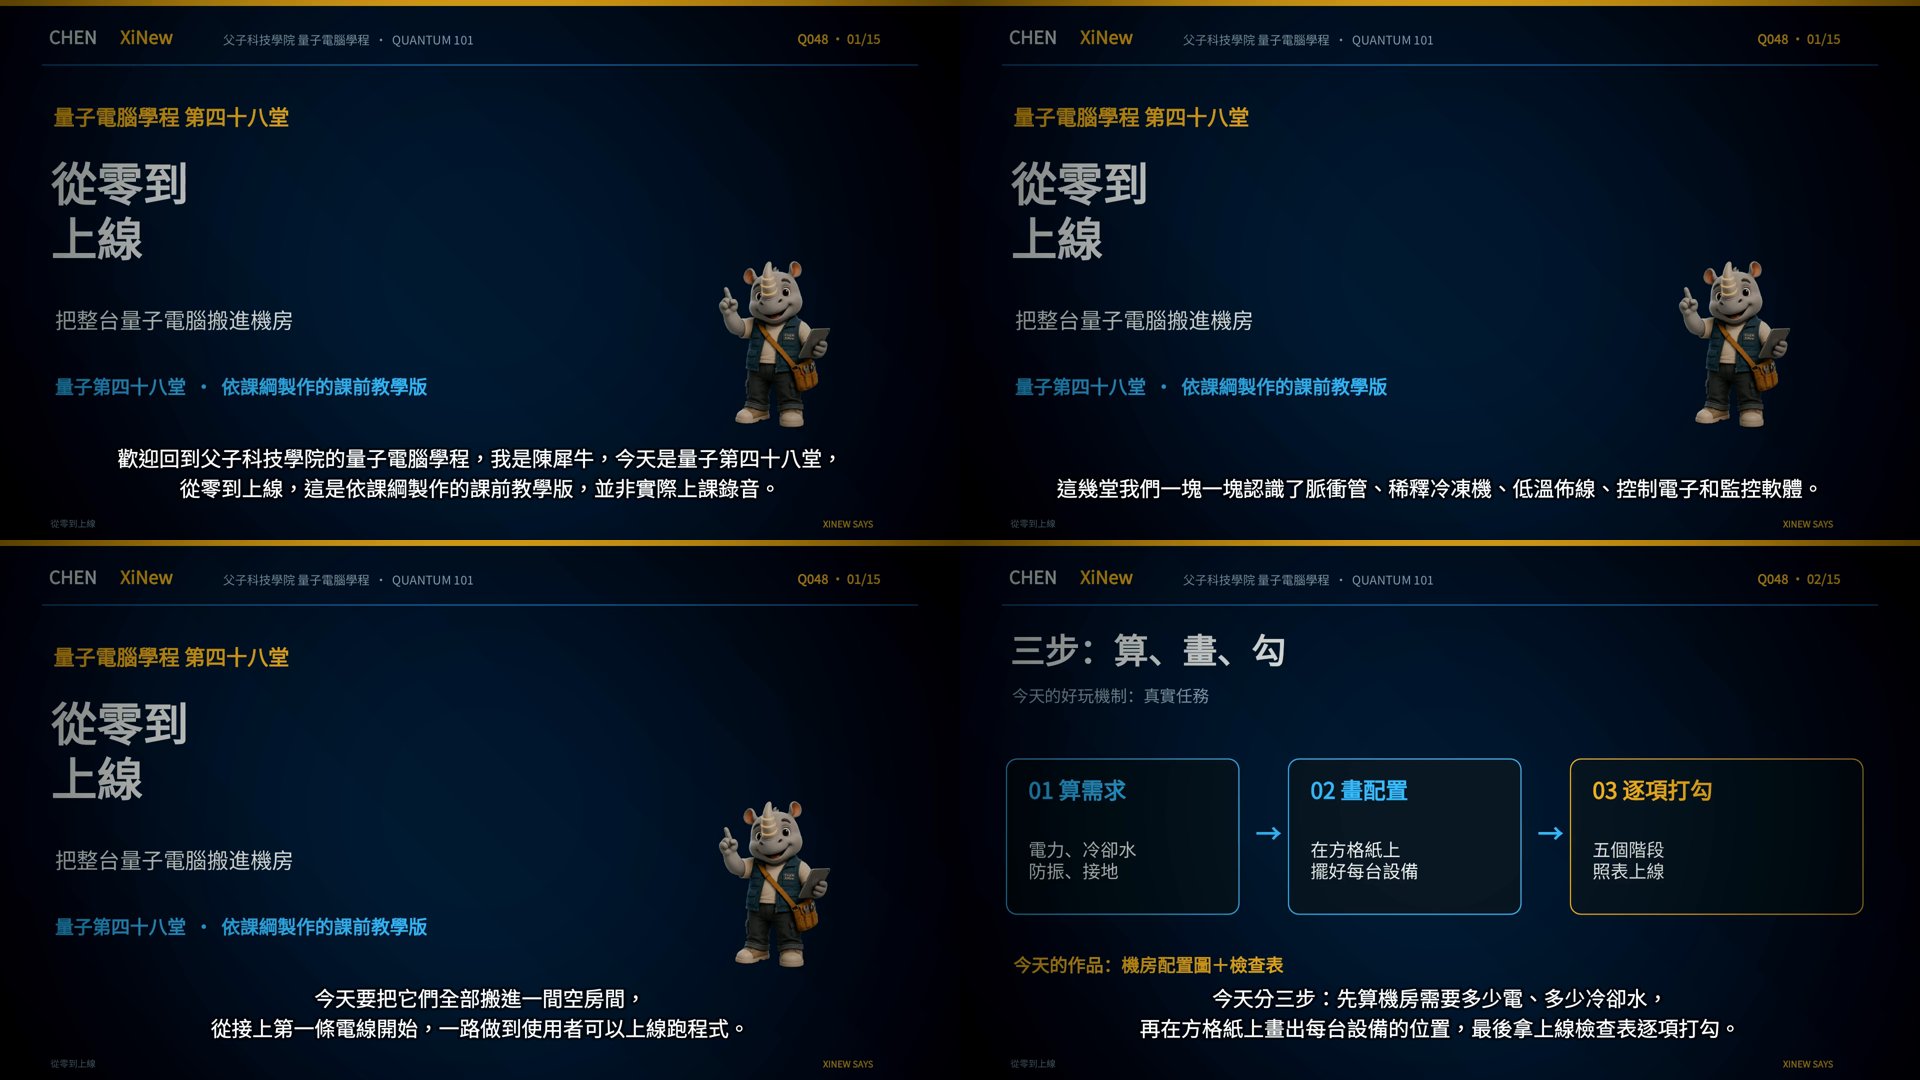 CHEN XiNew 父子科技學院 量子電腦學程 · QUANTUM 101 Q048 · 01/15
量子電腦學程 第四十八堂
從零到
上線
把整台量子電腦搬進機房
量子第四十八堂 · 依課綱製作的課前教學版
歡迎回到父子科技學院的量子電腦學程，我是陳犀牛，今天是量子第四十八堂，
從零到上線，這是依課綱製作的課前教學版，並非實際上課錄音。
從零到上線 XINEW SAYS
CHEN XiNew 父子科技學院 量子電腦學程 · QUANTUM 101 Q048 · 01/15
量子電腦學程 第四十八堂
從零到
上線
把整台量子電腦搬進機房
量子第四十八堂 · 依課綱製作的課前教學版
這幾堂我們一塊一塊認識了脈衝管、稀釋冷凍機、低溫佈線、控制電子和監控軟體。
從零到上線 XINEW SAYS
CHEN XiNew 父子科技學院 量子電腦學程 · QUANTUM 101 Q048 · 01/15
量子電腦學程 第四十八堂
從零到
上線
把整台量子電腦搬進機房
量子第四十八堂 · 依課綱製作的課前教學版
今天要把它們全部搬進一間空房間，
從接上第一條電線開始，一路做到使用者可以上線跑程式。
從零到上線 XINEW SAYS
CHEN XiNew 父子科技學院 量子電腦學程 · QUANTUM 101 Q048 · 02/15
三步：算、畫、勾
今天的好玩機制：真實任務
01 算需求
電力、冷卻水
防振、接地
→
02 畫配置
在方格紙上
擺好每台設備
→
03 逐項打勾
五個階段
照表上線
今天的作品：機房配置圖＋檢查表
今天分三步：先算機房需要多少電、多少冷卻水，
再在方格紙上畫出每台設備的位置，最後拿上線檢查表逐項打勾。
從零到上線 XINEW SAYS